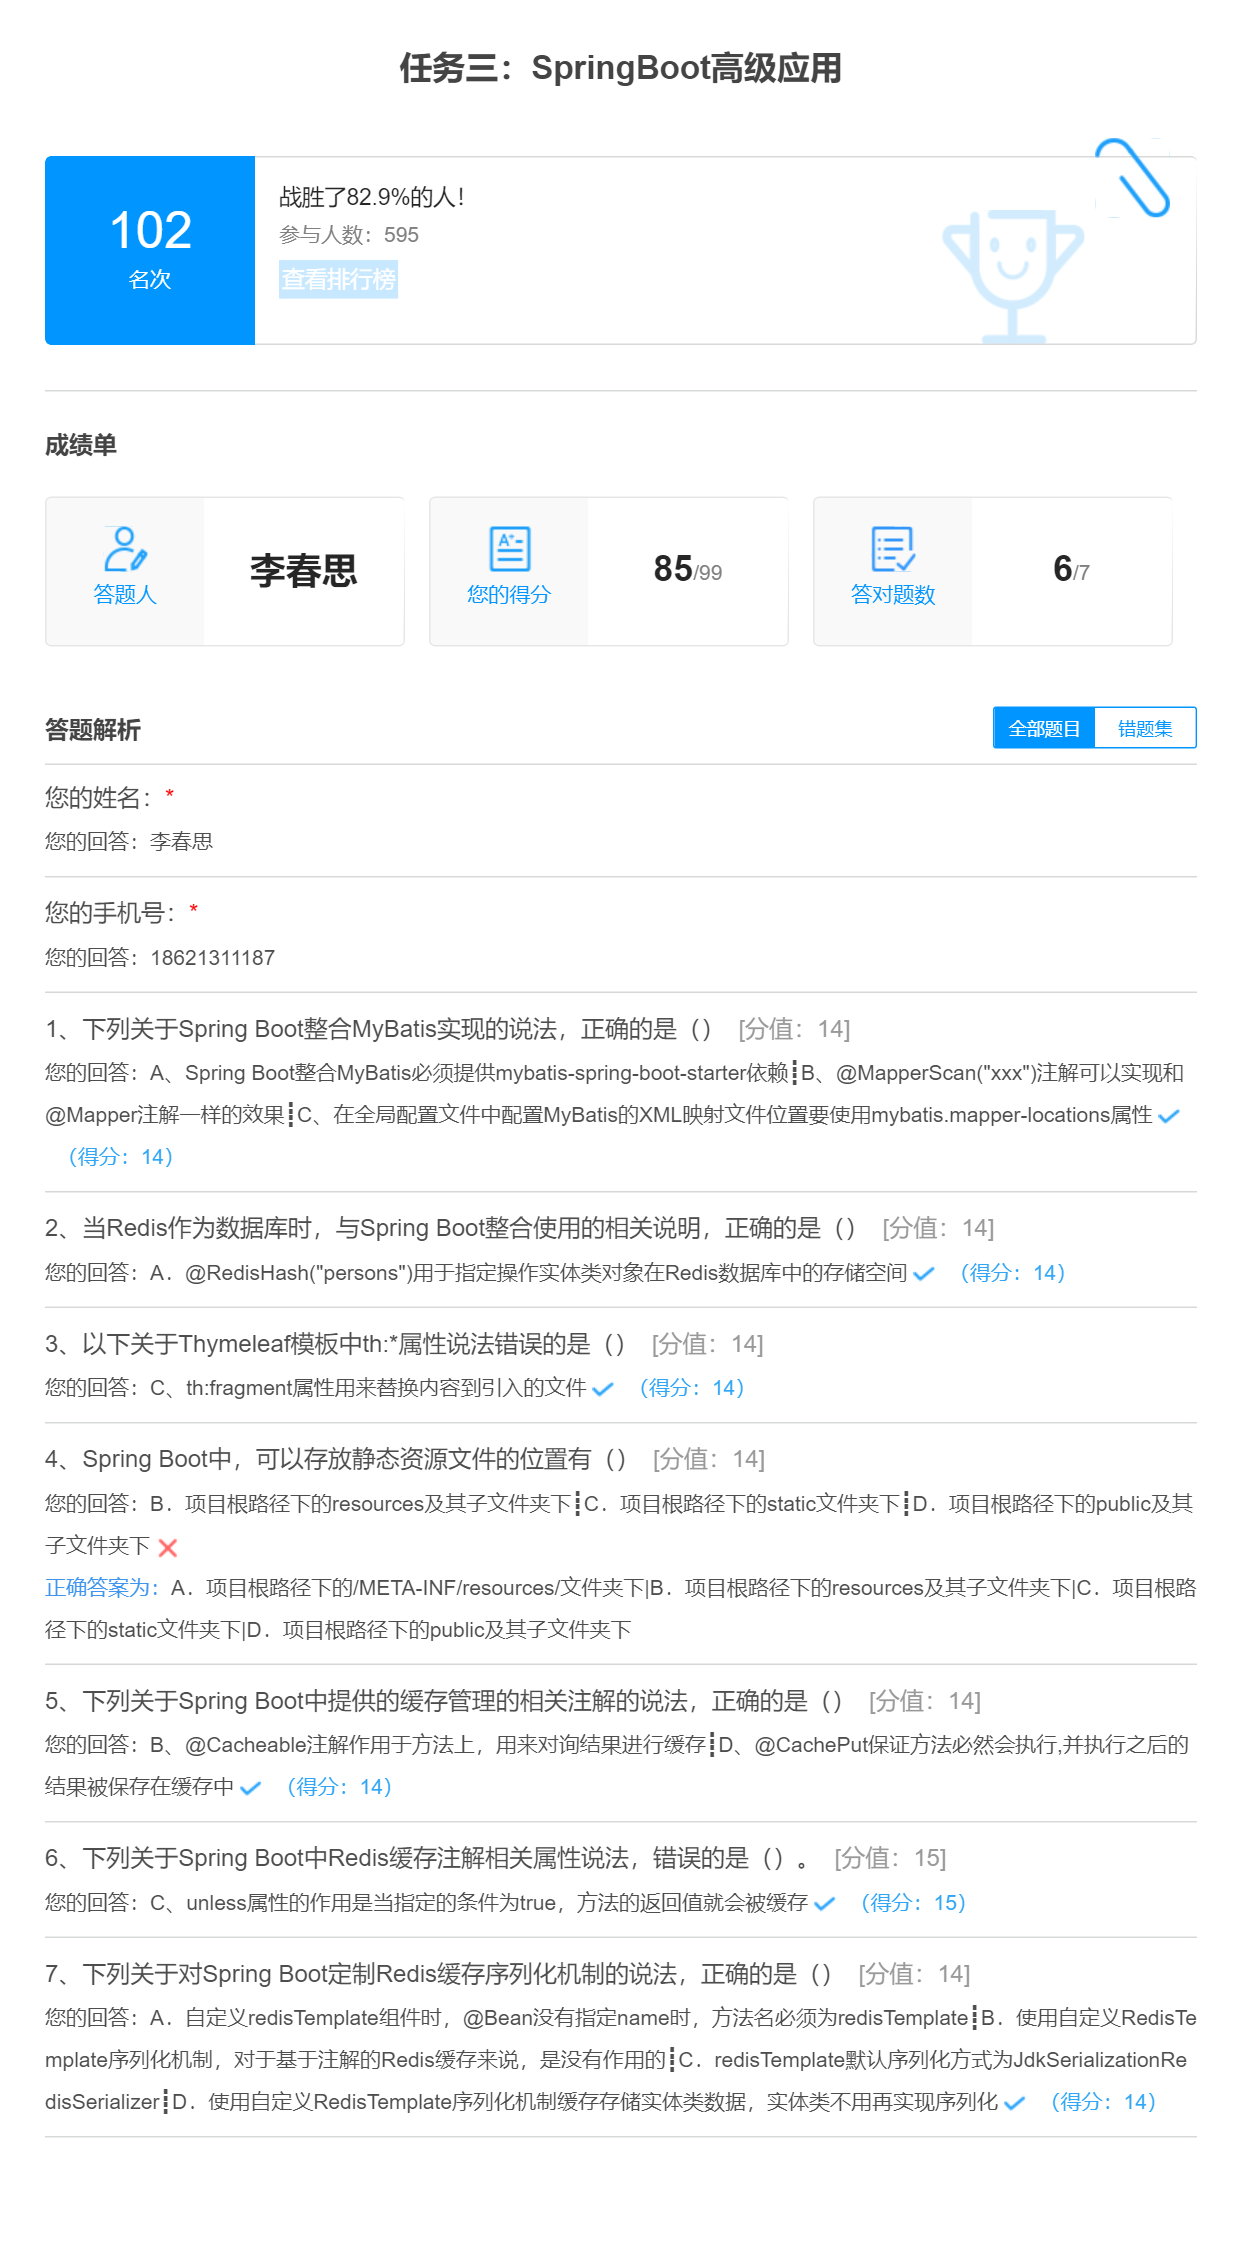 任务三：SpringBoot高级应用
102
名次
战胜了82.9%的人！
参与人数：595
查看排行榜
成绩单
答题人
李春思
您的得分
85/99
答对题数
6/7
答题解析
全部题目
错题集
您的姓名：*
您的回答：李春思
您的手机号：*
您的回答：18621311187
1、下列关于Spring Boot整合MyBatis实现的说法，正确的是（） [分值：14]
您的回答：A、Spring Boot整合MyBatis必须提供mybatis-spring-boot-starter依赖┋B、@MapperScan("xxx")注解可以实现和
@Mapper注解一样的效果┋C、在全局配置文件中配置MyBatis的XML映射文件位置要使用mybatis.mapper-locations属性
（得分：14）
2、当Redis作为数据库时，与Spring Boot整合使用的相关说明，正确的是（） [分值：14]
您的回答：A．@RedisHash("persons")用于指定操作实体类对象在Redis数据库中的存储空间 （得分：14）
3、以下关于Thymeleaf模板中th:*属性说法错误的是（） [分值：14]
您的回答：C、th:fragment属性用来替换内容到引入的文件 （得分：14）
4、Spring Boot中，可以存放静态资源文件的位置有（） [分值：14]
您的回答：B．项目根路径下的resources及其子文件夹下┋C．项目根路径下的static文件夹下┋D．项目根路径下的public及其
子文件夹下
正确答案为：A．项目根路径下的/META-INF/resources/文件夹下|B．项目根路径下的resources及其子文件夹下|C．项目根路
径下的static文件夹下|D．项目根路径下的public及其子文件夹下
5、下列关于Spring Boot中提供的缓存管理的相关注解的说法，正确的是（） [分值：14]
您的回答：B、@Cacheable注解作用于方法上，用来对询结果进行缓存┋D、@CachePut保证方法必然会执行,并执行之后的
结果被保存在缓存中 （得分：14）
6、下列关于Spring Boot中Redis缓存注解相关属性说法，错误的是（）。 [分值：15]
您的回答：C、unless属性的作用是当指定的条件为true，方法的返回值就会被缓存 （得分：15）
7、下列关于对Spring Boot定制Redis缓存序列化机制的说法，正确的是（） [分值：14]
您的回答：A．自定义redisTemplate组件时，@Bean没有指定name时，方法名必须为redisTemplate┋B．使用自定义RedisTe
mplate序列化机制，对于基于注解的Redis缓存来说，是没有作用的┋C．redisTemplate默认序列化方式为JdkSerializationRe
disSerializer┋D．使用自定义RedisTemplate序列化机制缓存存储实体类数据，实体类不用再实现序列化 （得分：14）